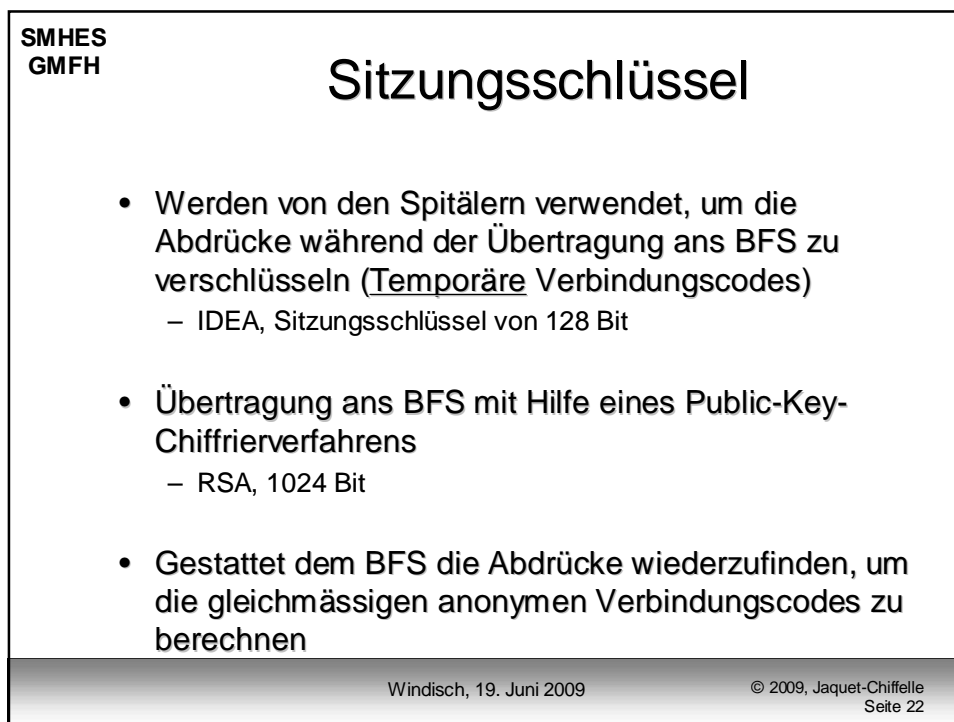 SMHES
GMFH
Sitzungsschlüssel
• Werden von den Spitälern verwendet, um die
Abdrücke während der Übertragung ans BFS zu
verschlüsseln (Temporäre Verbindungscodes)
– IDEA, Sitzungsschlüssel von 128 Bit
• Übertragung ans BFS mit Hilfe eines Public-Key-
Chiffrierverfahrens
– RSA, 1024 Bit
• Gestattet dem BFS die Abdrücke wiederzufinden, um
die gleichmässigen anonymen Verbindungscodes zu
berechnen
Windisch, 19. Juni 2009
© 2009, Jaquet-Chiffelle
Seite 22